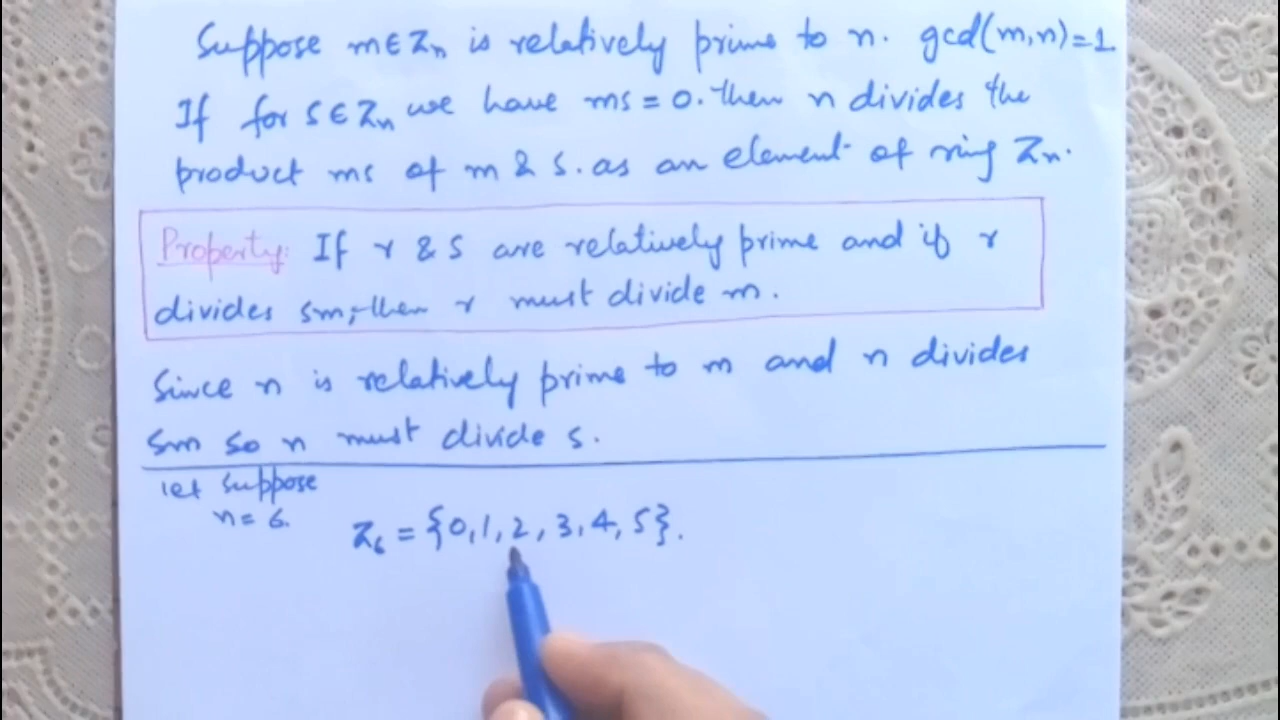 Suppose m∈Zn is relatively prime to n. gcd(m,n)=1
If for s∈Zn we have ms=0. then n divides the
product ms of m & s. as an element of ring Zn.
Property: If r & s are relatively prime and if r
divides sm, then r must divide m.
Since n is relatively prime to m and n divides
sm so n must divide s.
let suppose
n=6.
Z6 = {0,1,2,3,4,5}.